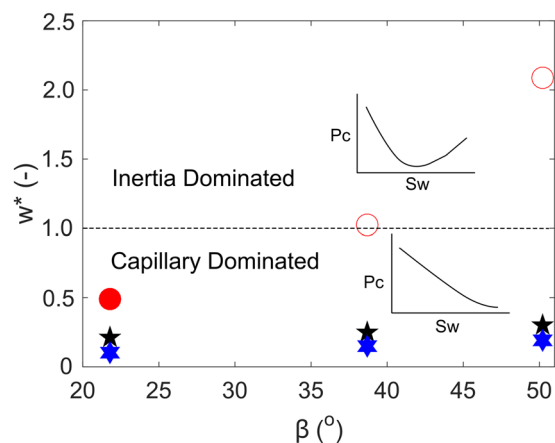 2.5
2.0
Pc
1.5
Inertia Dominated
Sw
w* (-)
1.0
Capillary Dominated
Pc
0.5
Sw
0
20 25 30 35 40 45 50
β (º)